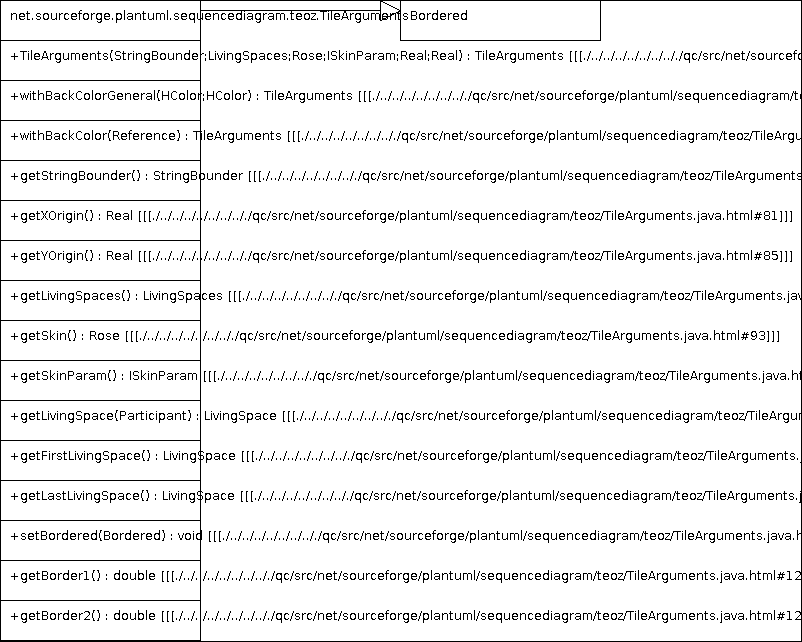 net.sourceforge.plantuml.sequencediagram.teoz.TileArguments
Bordered
+TileArguments(StringBounder;LivingSpaces;Rose;ISkinParam;Real;Real) : TileArguments [[[./../../../../../../../qc/src/net/sourcefo
+withBackColorGeneral(HColor;HColor) : TileArguments [[[./../../../../../../../qc/src/net/sourceforge/plantuml/sequencediagram/te
+withBackColor(Reference) : TileArguments [[[./../../../../../../../qc/src/net/sourceforge/plantuml/sequencediagram/teoz/TileArgu
+getStringBounder() : StringBounder [[[./../../../../../../../qc/src/net/sourceforge/plantuml/sequencediagram/teoz/TileArguments
+getXOrigin() : Real [[[./../../../../../../../qc/src/net/sourceforge/plantuml/sequencediagram/teoz/TileArguments.java.html#81]]]
+getYOrigin() : Real [[[./../../../../../../../qc/src/net/sourceforge/plantuml/sequencediagram/teoz/TileArguments.java.html#85]]]
+getLivingSpaces() : LivingSpaces [[[./../../../../../../../qc/src/net/sourceforge/plantuml/sequencediagram/teoz/TileArguments.jav
+getSkin() : Rose [[[./../../../../../../../qc/src/net/sourceforge/plantuml/sequencediagram/teoz/TileArguments.java.html#93]]]
+getSkinParam() : ISkinParam [[[./../../../../../../../qc/src/net/sourceforge/plantuml/sequencediagram/teoz/TileArguments.java.ht
+getLivingSpace(Participant) : LivingSpace [[[./../../../../../../../qc/src/net/sourceforge/plantuml/sequencediagram/teoz/TileArgum
+getFirstLivingSpace() : LivingSpace [[[./../../../../../../../qc/src/net/sourceforge/plantuml/sequencediagram/teoz/TileArguments.j
+getLastLivingSpace() : LivingSpace [[[./../../../../../../../qc/src/net/sourceforge/plantuml/sequencediagram/teoz/TileArguments.j
+setBordered(Bordered) : void [[[./../../../../../../../qc/src/net/sourceforge/plantuml/sequencediagram/teoz/TileArguments.java.h
+getBorder1() : double [[[./../../../../../../../qc/src/net/sourceforge/plantuml/sequencediagram/teoz/TileArguments.java.html#12
+getBorder2() : double [[[./../../../../../../../qc/src/net/sourceforge/plantuml/sequencediagram/teoz/TileArguments.java.html#12